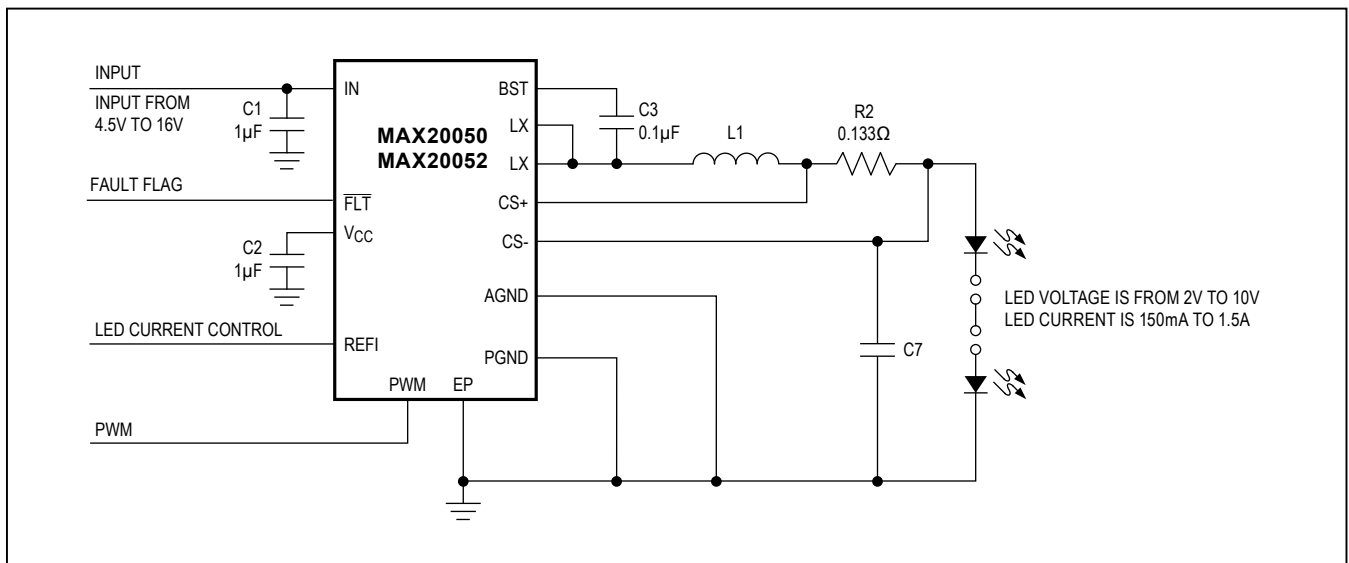 INPUT
INPUT FROM
4.5V TO 16V
C1
1µF
IN
BST
C3
0.1µF
LX
MAX20050
MAX20052
LX
L1
R2
0.133Ω
FAULT FLAG
FLT
CS+
VCC
CS-
C2
1µF
AGND
LED VOLTAGE IS FROM 2V TO 10V
LED CURRENT IS 150mA TO 1.5A
LED CURRENT CONTROL
REFI
PGND
C7
PWM
EP
PWM